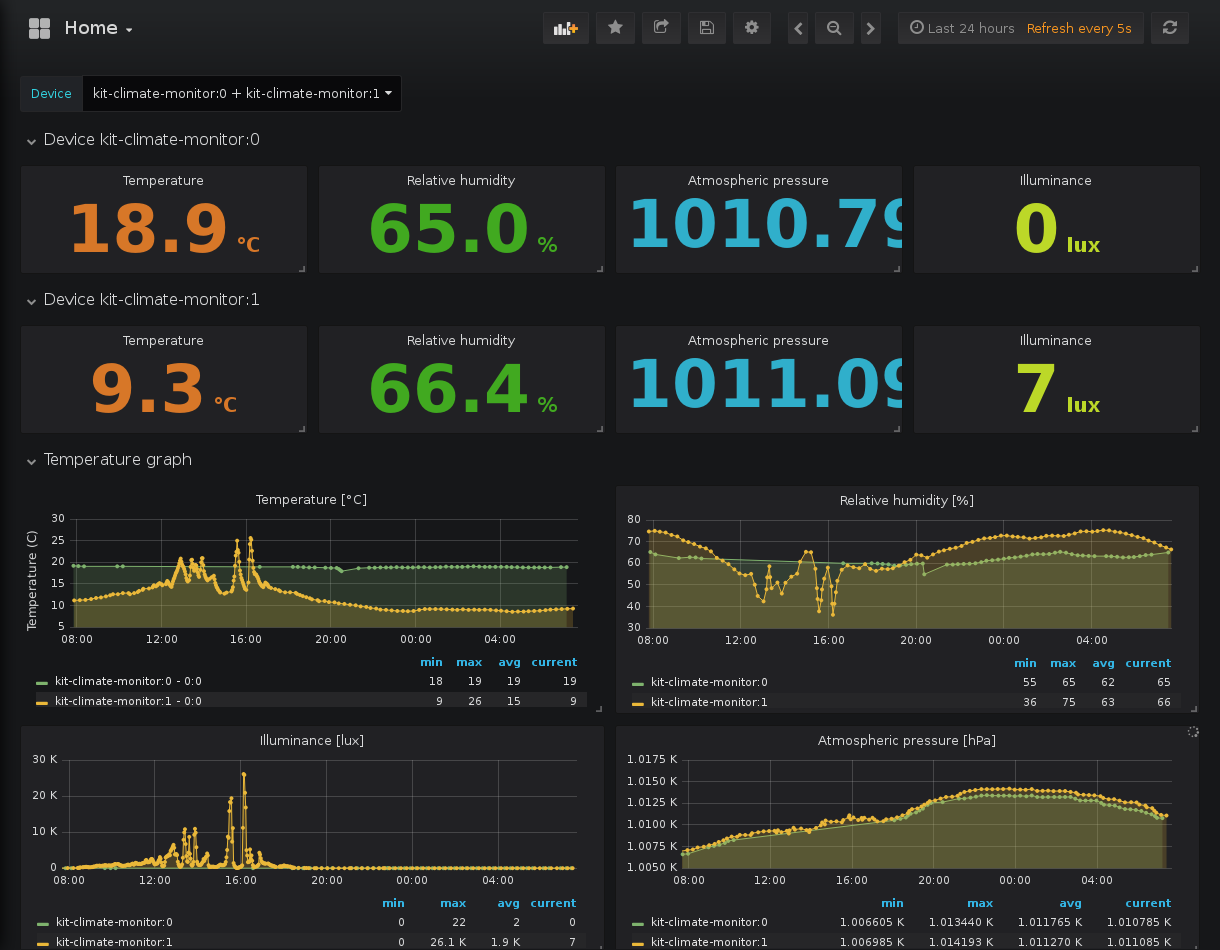 Home
Last 24 hours Refresh every 5s
Device kit-climate-monitor:0 + kit-climate-monitor:1
Device kit-climate-monitor:0
Temperature Relative humidity Atmospheric pressure Illuminance
18.9 °C 65.0 % 1010.79 0 lux
Device kit-climate-monitor:1
Temperature Relative humidity Atmospheric pressure Illuminance
9.3 °C 66.4 % 1011.09 7 lux
Temperature graph
Temperature [°C]
Temperature (C)
30
25
20
15
10
5
08:00 12:00 16:00 20:00 00:00 04:00
min max avg current
kit-climate-monitor:0 - 0:0 18 19 19 19
kit-climate-monitor:1 - 0:0 9 26 15 9
Relative humidity [%]
80
70
60
50
40
30
08:00 12:00 16:00 20:00 00:00 04:00
min max avg current
kit-climate-monitor:0 55 65 62 65
kit-climate-monitor:1 36 75 63 66
Illuminance [lux]
30 K
20 K
10 K
0
08:00 12:00 16:00 20:00 00:00 04:00
min max avg current
kit-climate-monitor:0 0 22 2 0
kit-climate-monitor:1 0 26.1 K 1.9 K 7
Atmospheric pressure [hPa]
1.0175 K
1.0150 K
1.0125 K
1.0100 K
1.0075 K
1.0050 K
08:00 12:00 16:00 20:00 00:00 04:00
min max avg current
kit-climate-monitor:0 1.006605 K 1.013440 K 1.011765 K 1.010785 K
kit-climate-monitor:1 1.006985 K 1.014193 K 1.011270 K 1.011085 K